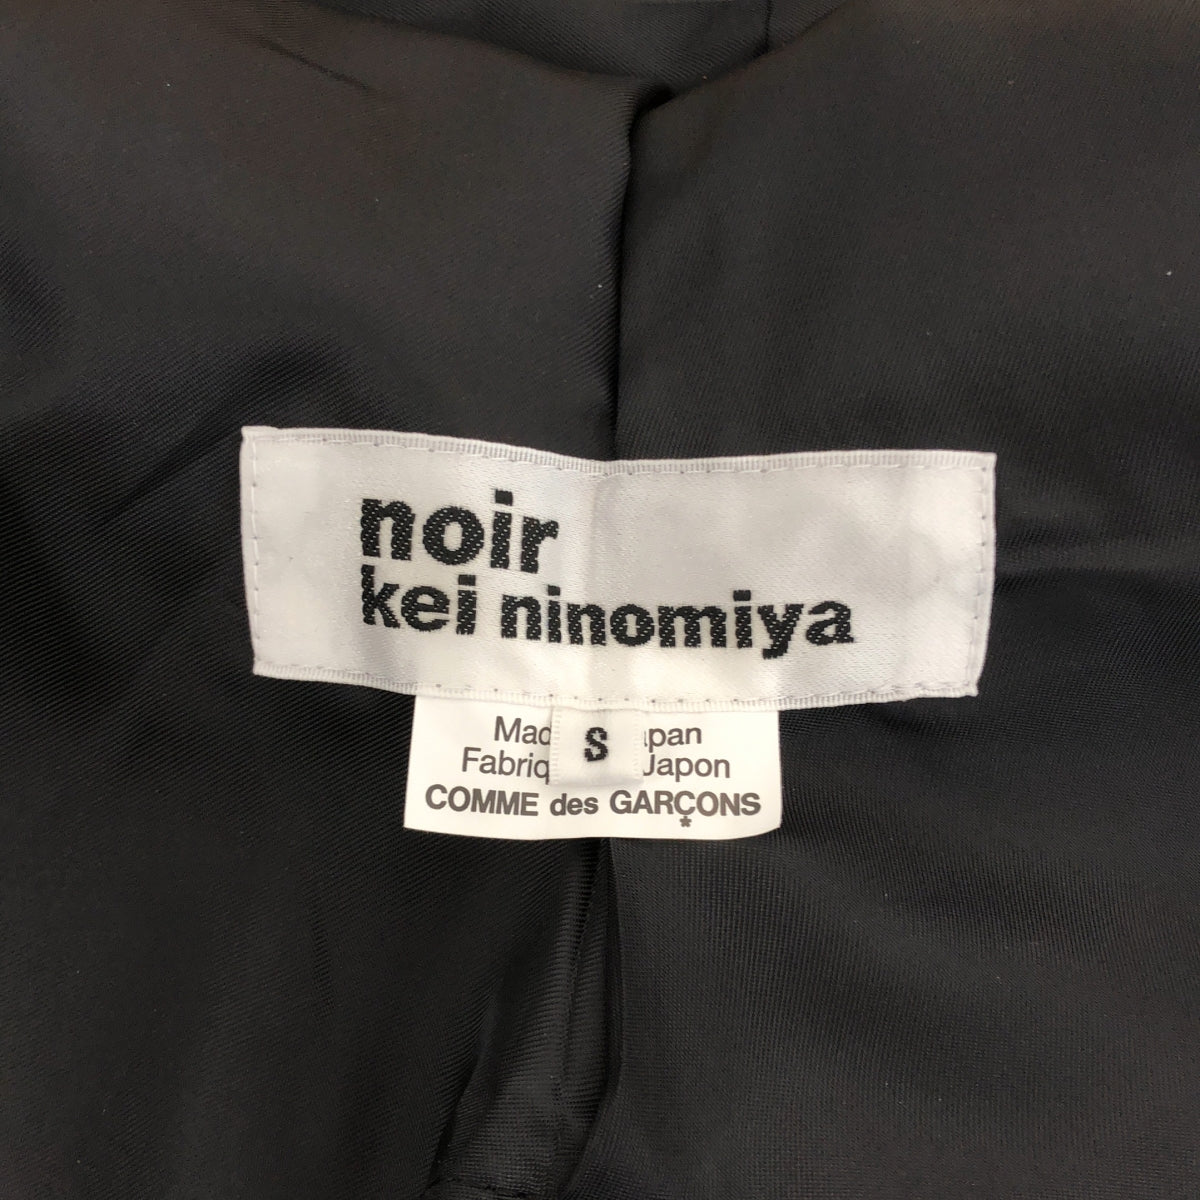 noir
kei ninomiya
S
Mad apan
Fabriq Japon
COMME des GARÇONS
*